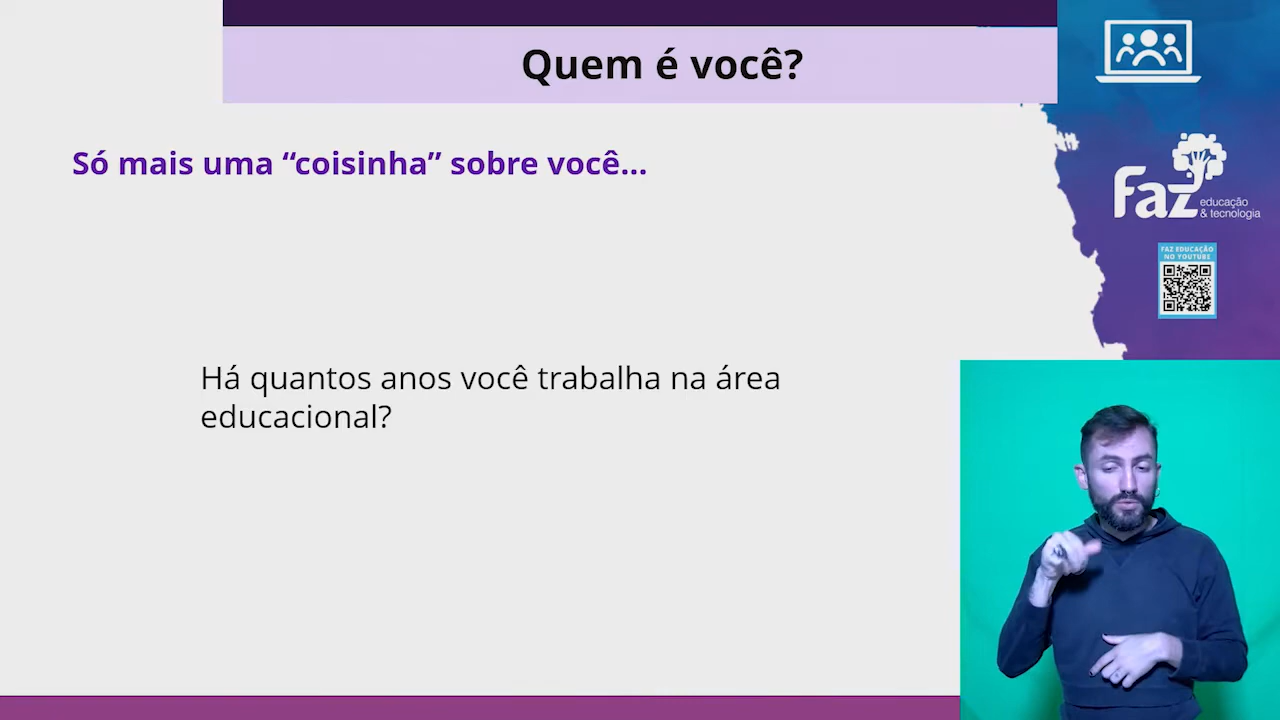 Quem é você?
Só mais uma “coisinha” sobre você...
Há quantos anos você trabalha na área
educacional?
Faz
educação
& tecnologia
FAZ EDUCAÇÃO
NO YOUTUBE